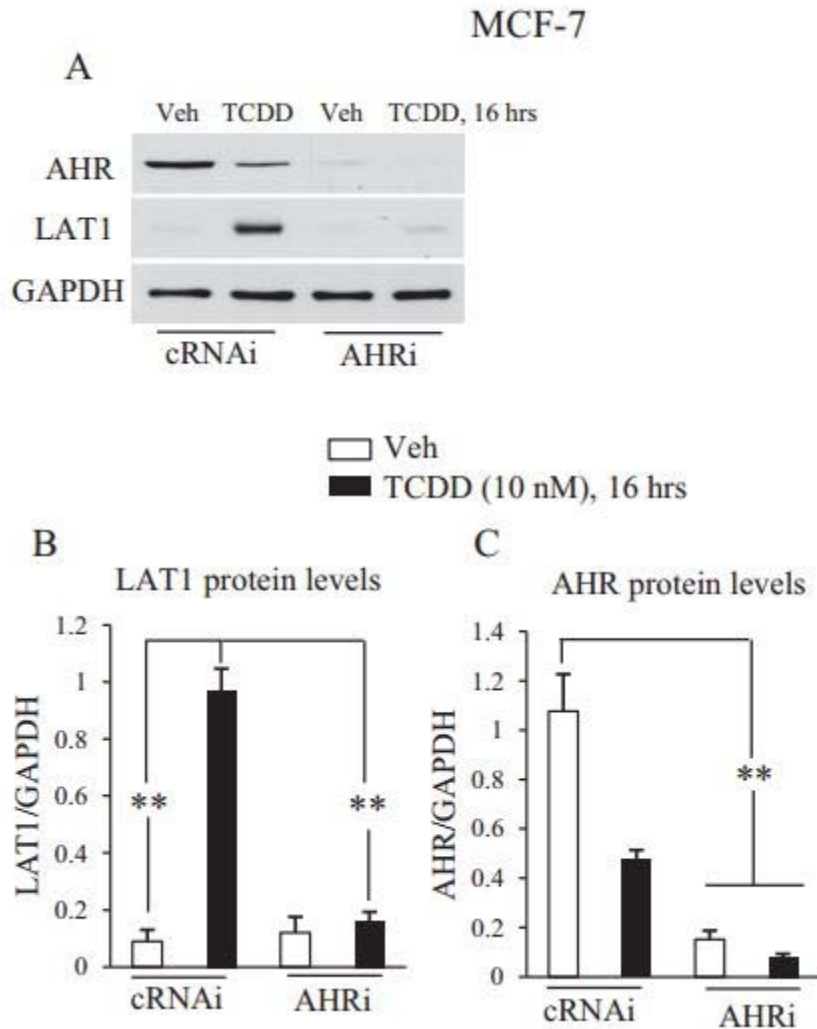 MCF-7
A
Veh TCDD Veh TCDD, 16 hrs
AHR
LAT1
GAPDH
cRNAi AHRi
Veh
TCDD (10 nM), 16 hrs
B
LAT1 protein levels
LAT1/GAPDH
1.2
1
0.8
0.6
0.4
0.2
0
** **
cRNAi AHRi
C
AHR protein levels
AHR/GAPDH
1.4
1.2
1
0.8
0.6
0.4
0.2
0
**
cRNAi AHRi